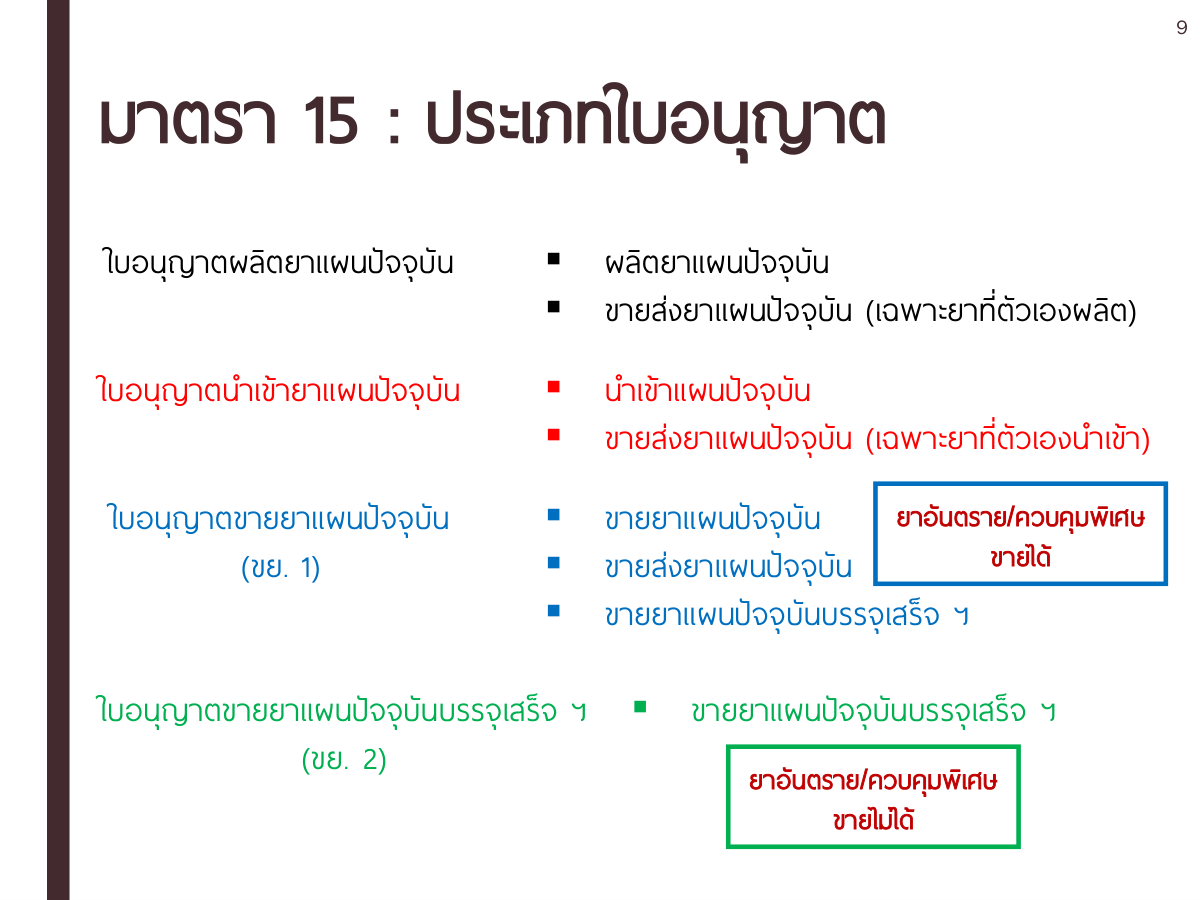 9
มาตรา 15 : ประเภทใบอนุญาต
ใบอนุญาตผลิตยาแผนปัจจุบัน
▪ ผลิตยาแผนปัจจุบัน
▪ ขายส่งยาแผนปัจจุบัน (เฉพาะยาที่ตัวเองผลิต)
ใบอนุญาตนำเข้ายาแผนปัจจุบัน
▪ นำเข้าแผนปัจจุบัน
▪ ขายส่งยาแผนปัจจุบัน (เฉพาะยาที่ตัวเองนำเข้า)
ใบอนุญาตขายยาแผนปัจจุบัน
(ขย. 1)
▪ ขายยาแผนปัจจุบัน
▪ ขายส่งยาแผนปัจจุบัน
▪ ขายยาแผนปัจจุบันบรรจุเสร็จ ฯ
ยาอันตราย/ควบคุมพิเศษ
ขายได้
ใบอนุญาตขายยาแผนปัจจุบันบรรจุเสร็จ ฯ
(ขย. 2)
▪ ขายยาแผนปัจจุบันบรรจุเสร็จ ฯ
ยาอันตราย/ควบคุมพิเศษ
ขายไม่ได้